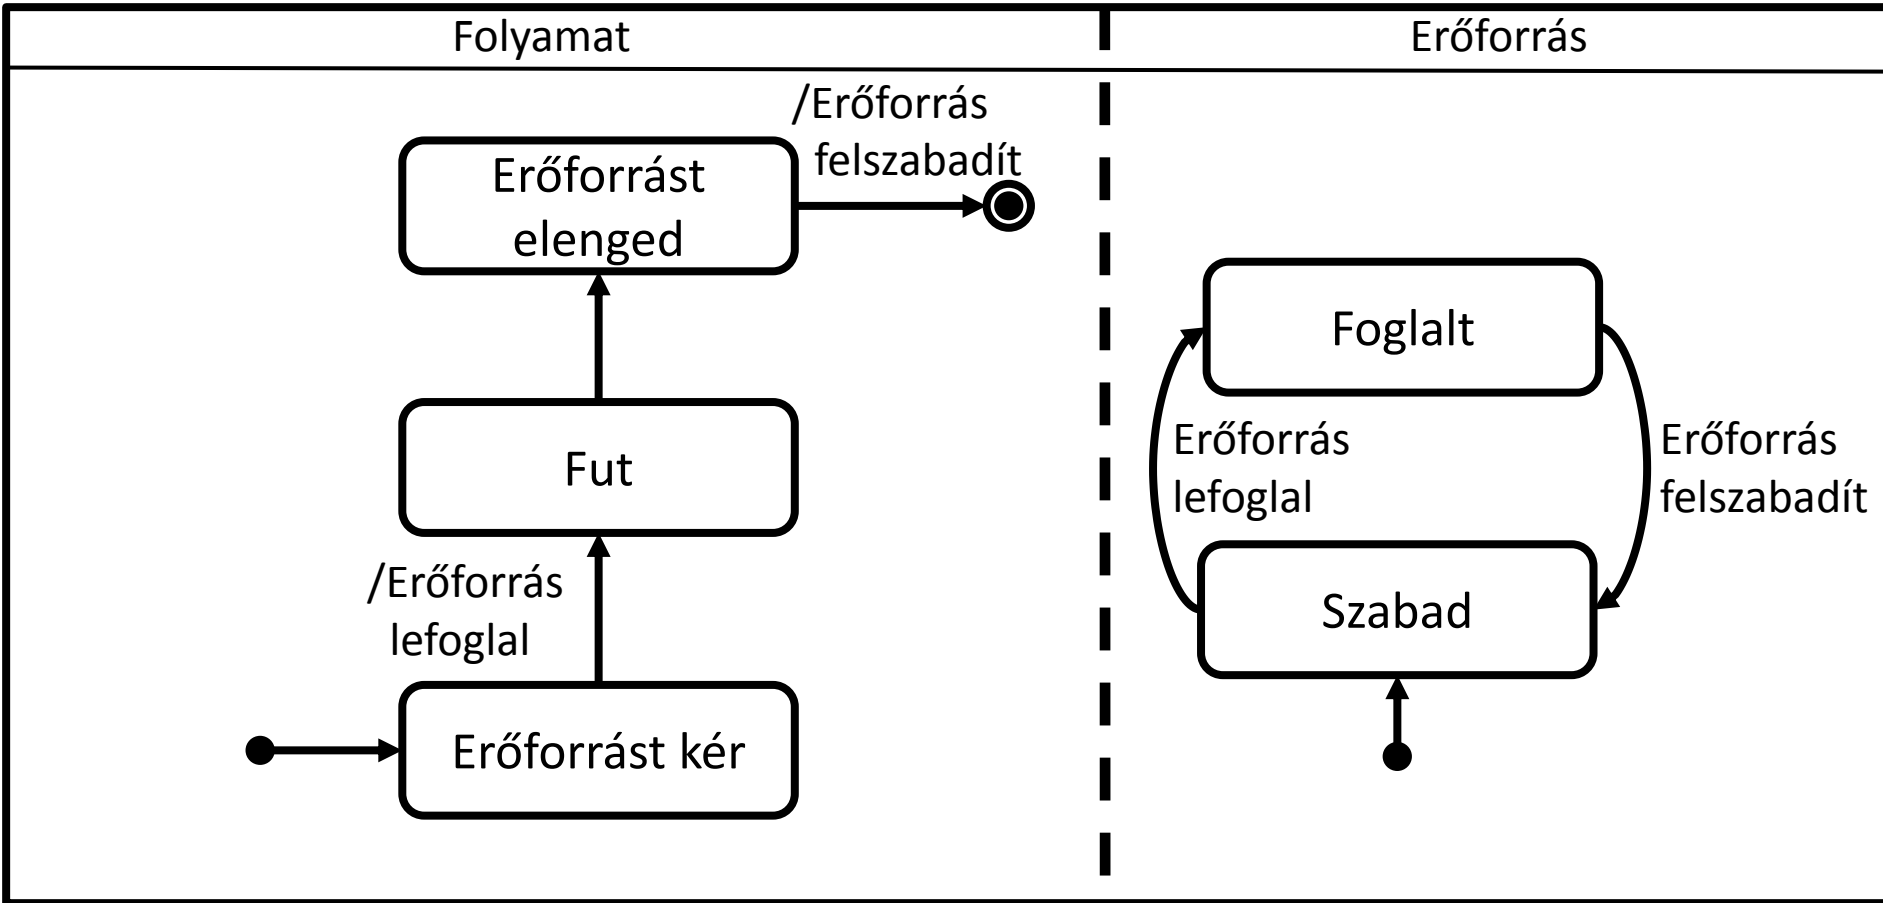 Folyamat
Erőforrás
/Erőforrás
felszabadít
Erőforrást
elenged
Fut
/Erőforrás
lefoglal
Erőforrást kér
Foglalt
Erőforrás
lefoglal
Erőforrás
felszabadít
Szabad